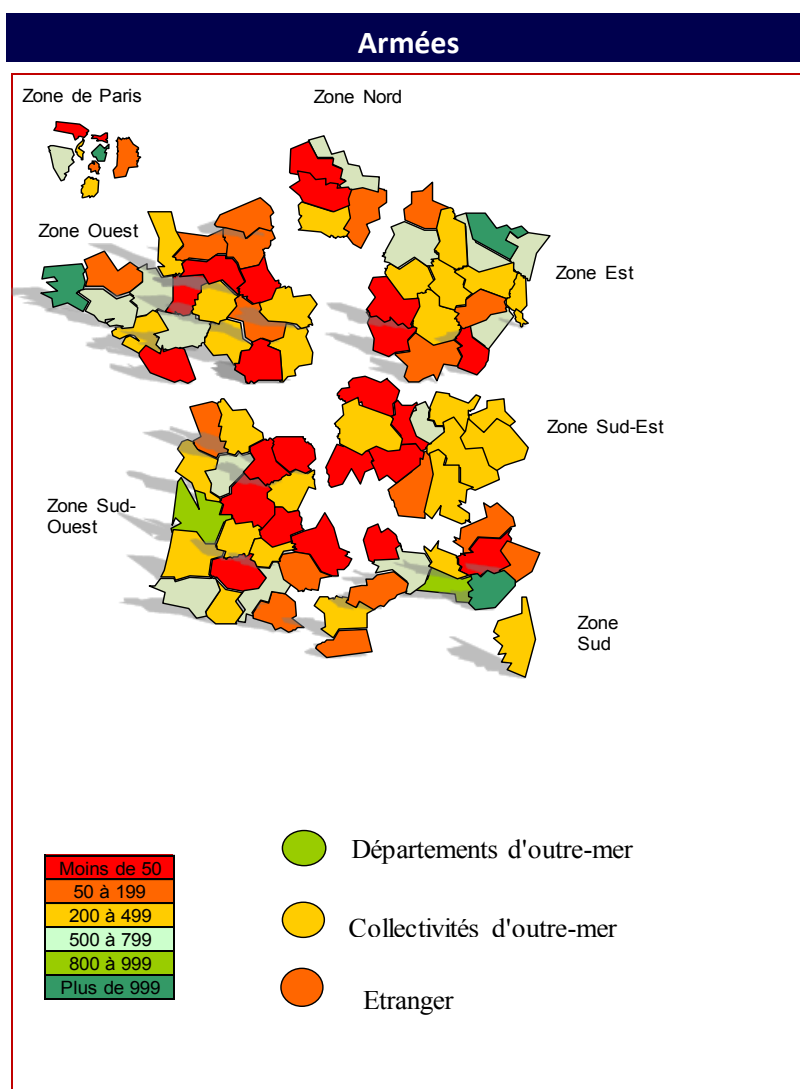 Armées
Zone de Paris
Zone Nord
Zone Ouest
Zone Est
Zone Sud-Est
Zone Sud-
Ouest
Zone
Sud
Moins de 50
50 à 199
200 à 499
500 à 799
800 à 999
Plus de 999
Départements d'outre-mer
Collectivités d'outre-mer
Etranger